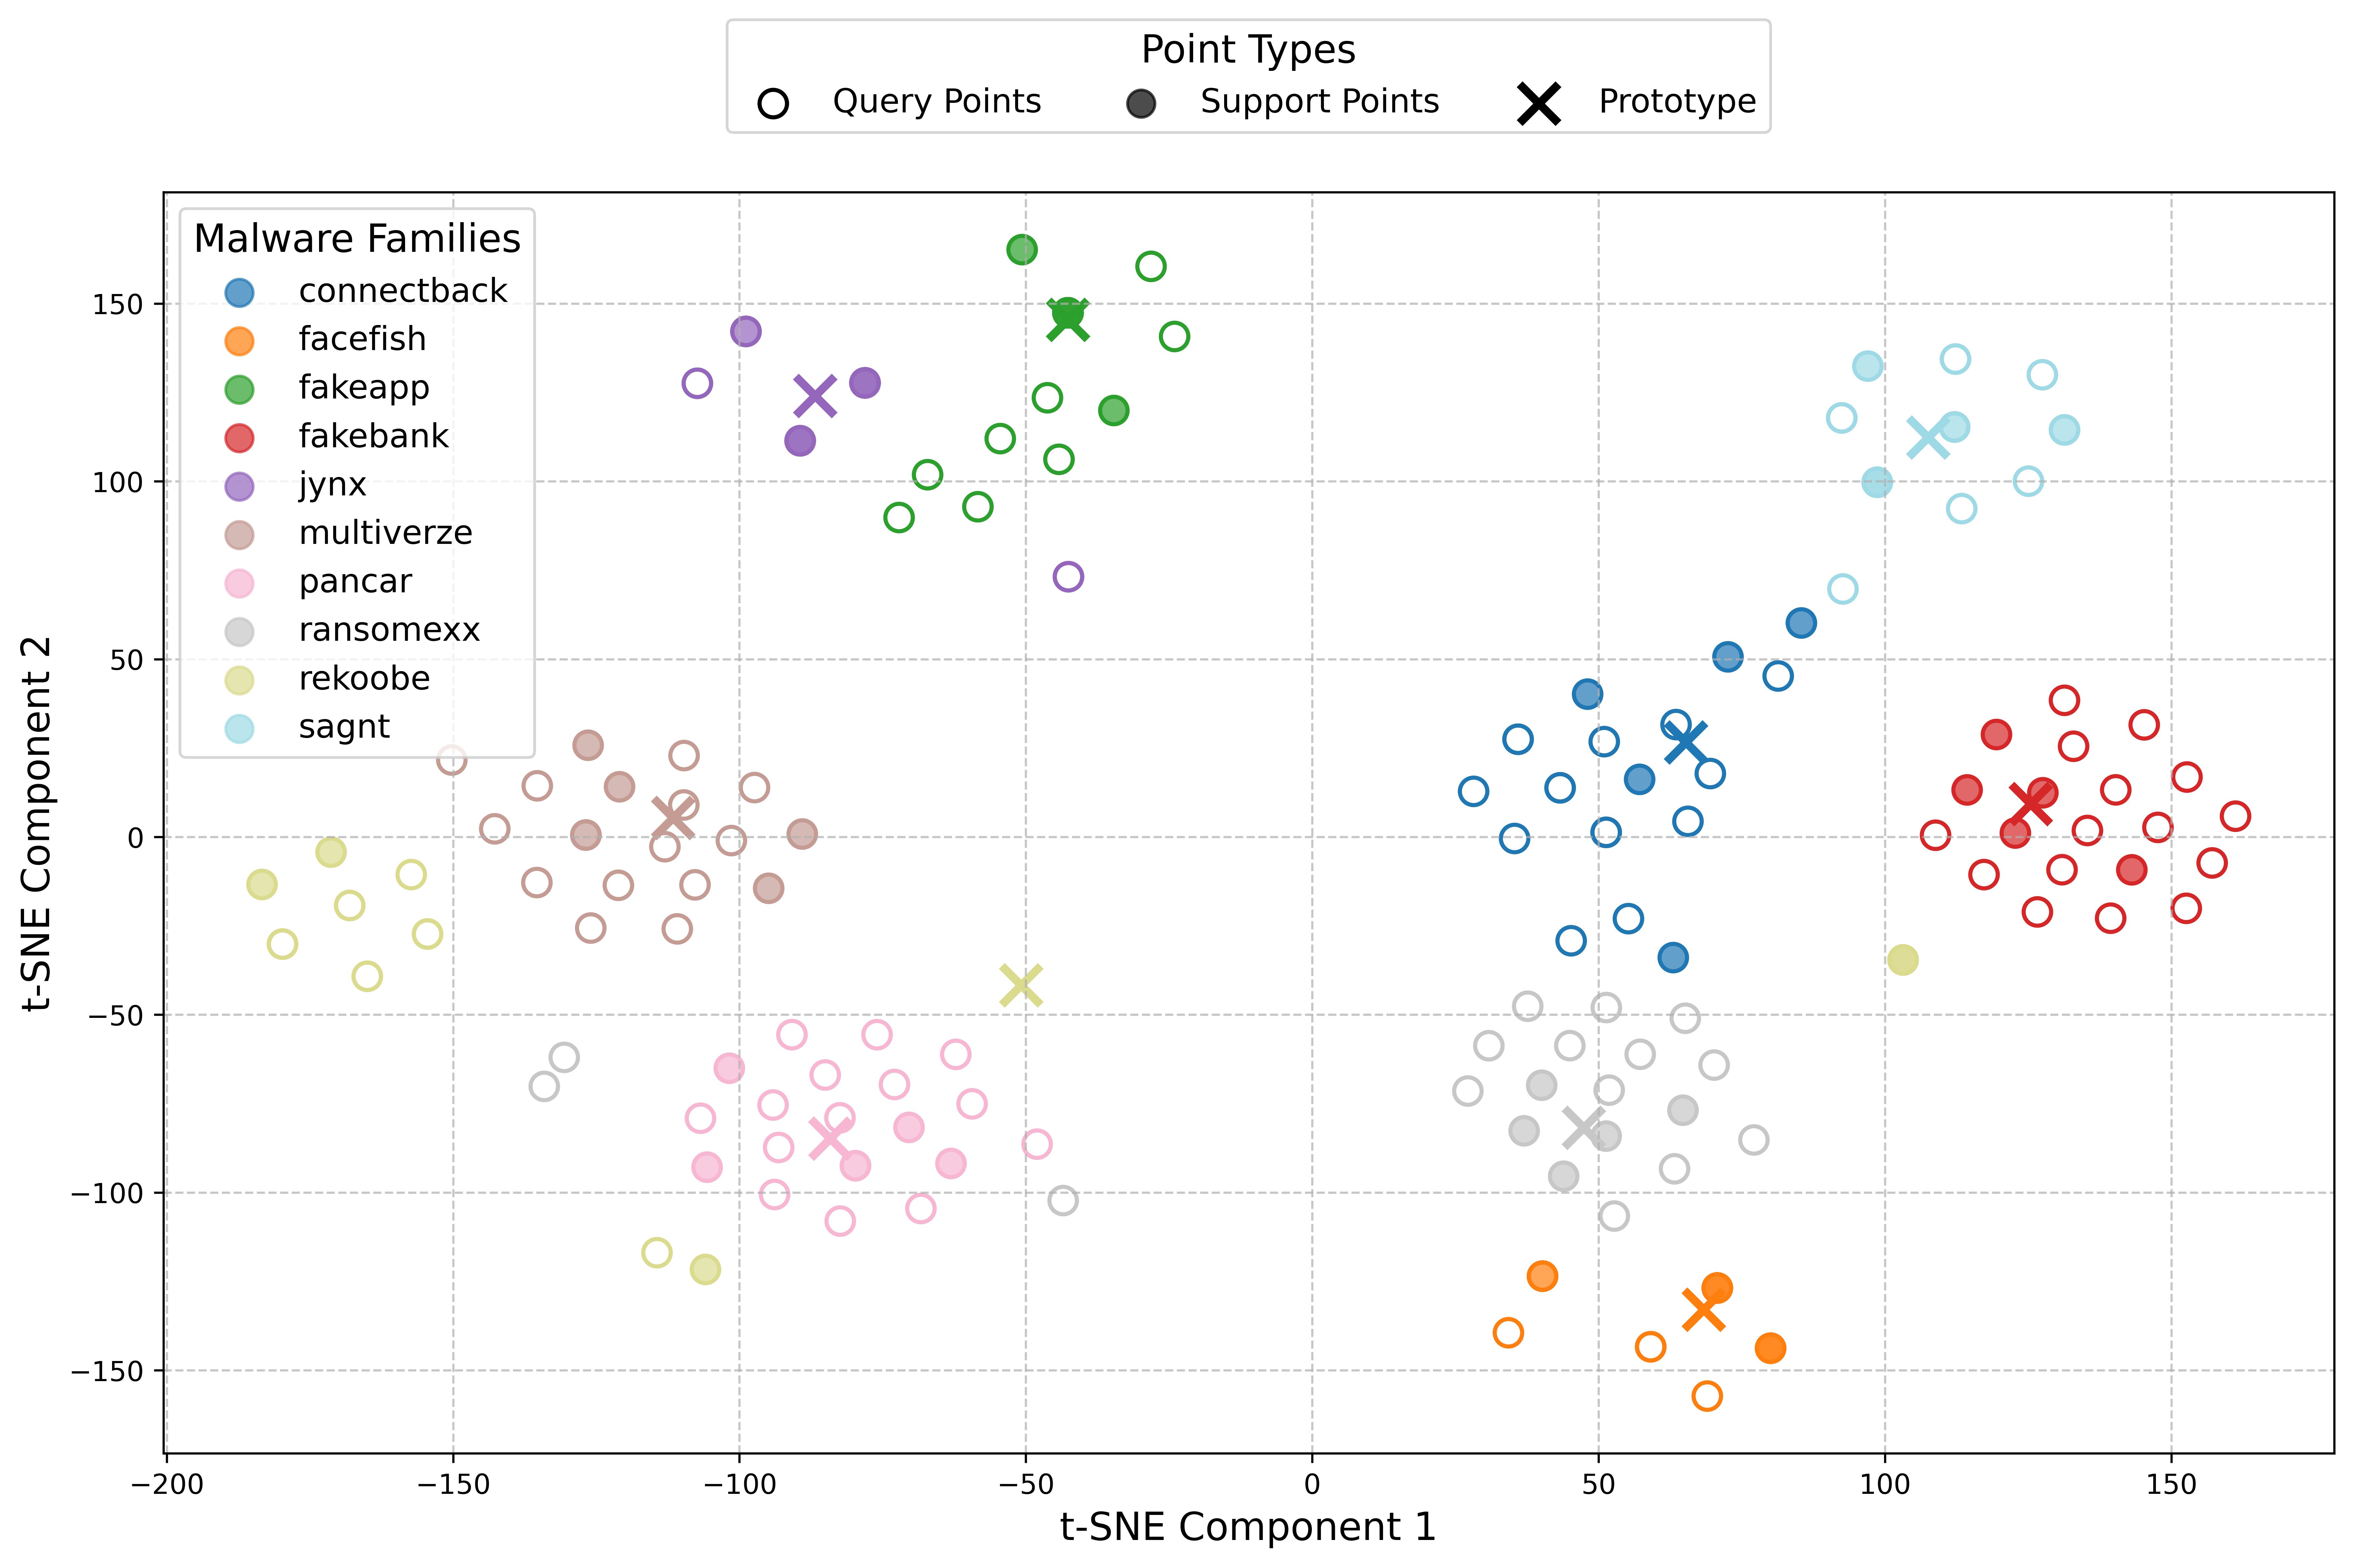 Point Types
Query Points
Support Points
Prototype
Malware Families
connectback
facefish
fakeapp
fakebank
jynx
multiverze
pancar
ransomexx
rekoobe
sagnt
t-SNE Component 2
150
100
50
0
−50
−100
−150
−200
−150
−100
−50
0
50
100
150
t-SNE Component 1